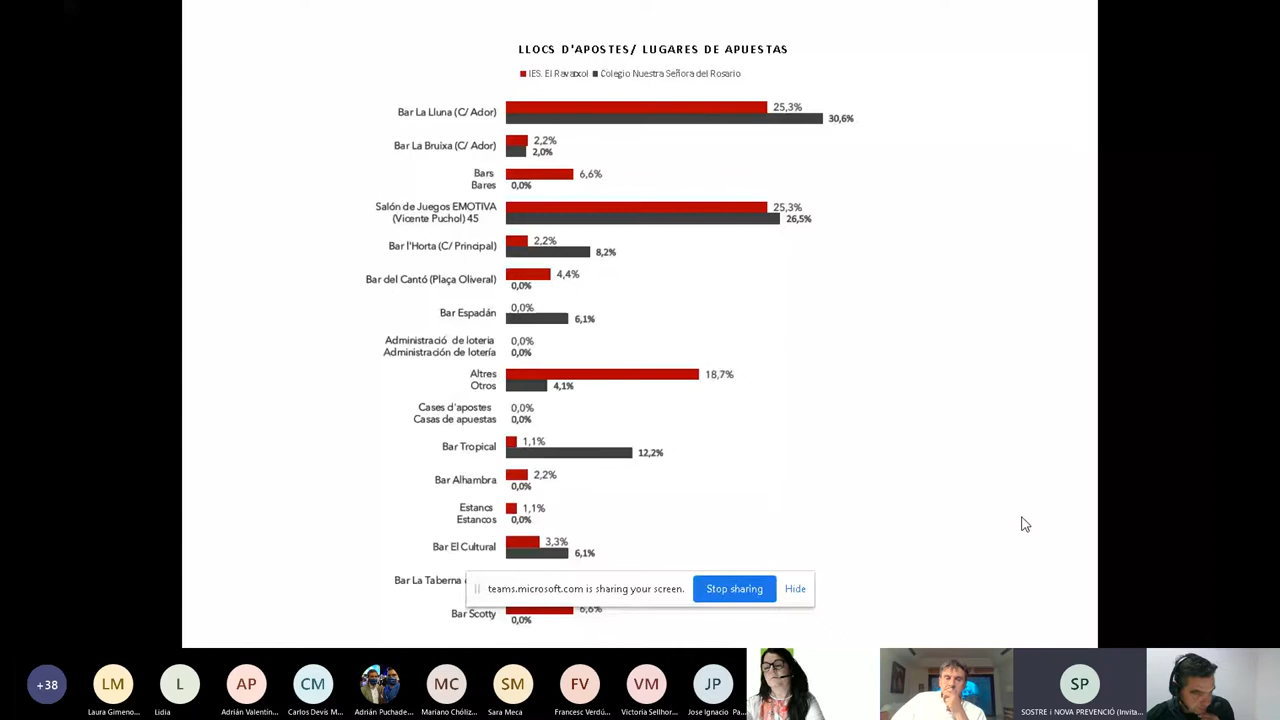 LLOCS D'APOSTES/ LUGARES DE APUESTAS
IES. El Ravatxol Colegio Nuestra Señora del Rosario
Bar La Lluna (C/ Ador)
25,3%
30,6%
Bar La Bruixa (C/ Ador)
2,2%
2,0%
Bars
Bares
6,6%
0,0%
Salón de Juegos EMOTIVA
(Vicente Puchol) 45
25,3%
26,5%
Bar l'Horta (C/ Principal)
2,2%
8,2%
Bar del Cantó (Plaça Oliveral)
4,4%
0,0%
Bar Espadán
0,0%
6,1%
Administració de loteria
Administración de lotería
0,0%
0,0%
Altres
Otros
18,7%
4,1%
Cases d'apostes
Casas de apuestas
0,0%
0,0%
Bar Tropical
1,1%
12,2%
Bar Alhambra
2,2%
0,0%
Estancs
Estancos
1,1%
0,0%
Bar El Cultural
3,3%
6,1%
Bar La Taberna
teams.microsoft.com is sharing your screen. Stop sharing Hide
Bar Scotty
6,6%
0,0%
+38 LM L AP CM MC SM FV VM JP SP
Laura Gimeno... Lidia Adrián Valentín... Carlos Devís M... Adrián Puchade... Mariano Chóliz... Sara Meca Francesc Verdú... Victoria Sellhor... Jose Ignacio Pa... SOSTRE i NOVA PREVENCIÓ (Invita...